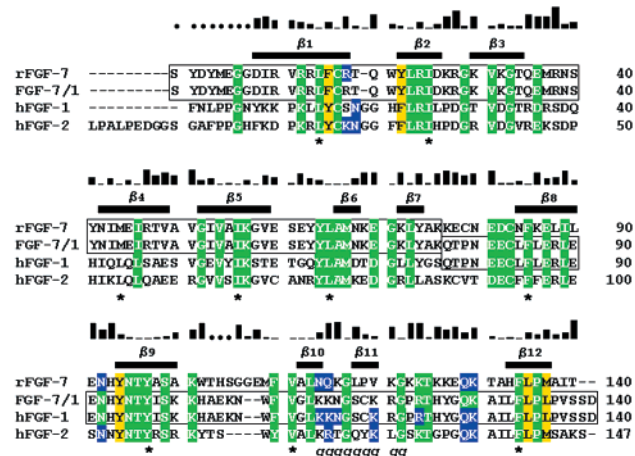 β1 β2 β3
rFGF-7 ----------S YDYMEGGDIR VRRLFCRT-Q WYLRIDKRGK VKGTQEMRNS 40
FGF-7/1 ----------S YDYMEGGDIR VRRLFCRT-Q WYLRIDKRGK VKGTQEMRNS 40
hFGF-1 -----FNLPPGNYKK PKLLYCSNGG HFLRILPDGT VDGTRDRSDQ 40
hFGF-2 LPALPEDGGS GAFPPGHFKD PKRLYCKNGG FFLRIHPDGR VDGVREKSDP 50
* *
β4 β5 β6 β7 β8
rFGF-7 YNIMEIRTVA VGIVAIKGVE SEYYLAMNKE GKLYAKKECN EDCNFKELIL 90
FGF-7/1 YNIMEIRTVA VGIVAIKGVE SEYYLAMNKE GKLYAKQTPN EECLFLERLE 90
hFGF-1 HIQLQLSAES VGEVYIKSTE TGQYLAMDTD GLLYGSQTPN EECLFLERLE 90
hFGF-2 HIKLQLQAEE RGVVSIKGVC ANRYLAMKED GRLLASKCVT DECFFFERLE 100
* * * *
β9 β10 β11 β12
rFGF-7 ENHYNTYASA KWTHSGGEMF VALNQKGLPV KGKKTKKEQK TAHFLPMAIT-- 140
FGF-7/1 ENHYNTYISK KHAEKN--WF VGLKKNGSCK RGPRTHYGQK AILFLPLPVSSD 140
hFGF-1 ENHYNTYISK KHAEKN--WF VGLKKNGSCK RGPRTHYGQK AILFLPLPVSSD 140
hFGF-2 SNNYNTYRSR KYTS----WY VALKRTGQYK LGSKTGPGQK AILFLPMSAKS- 147
* * ggggggg gg *